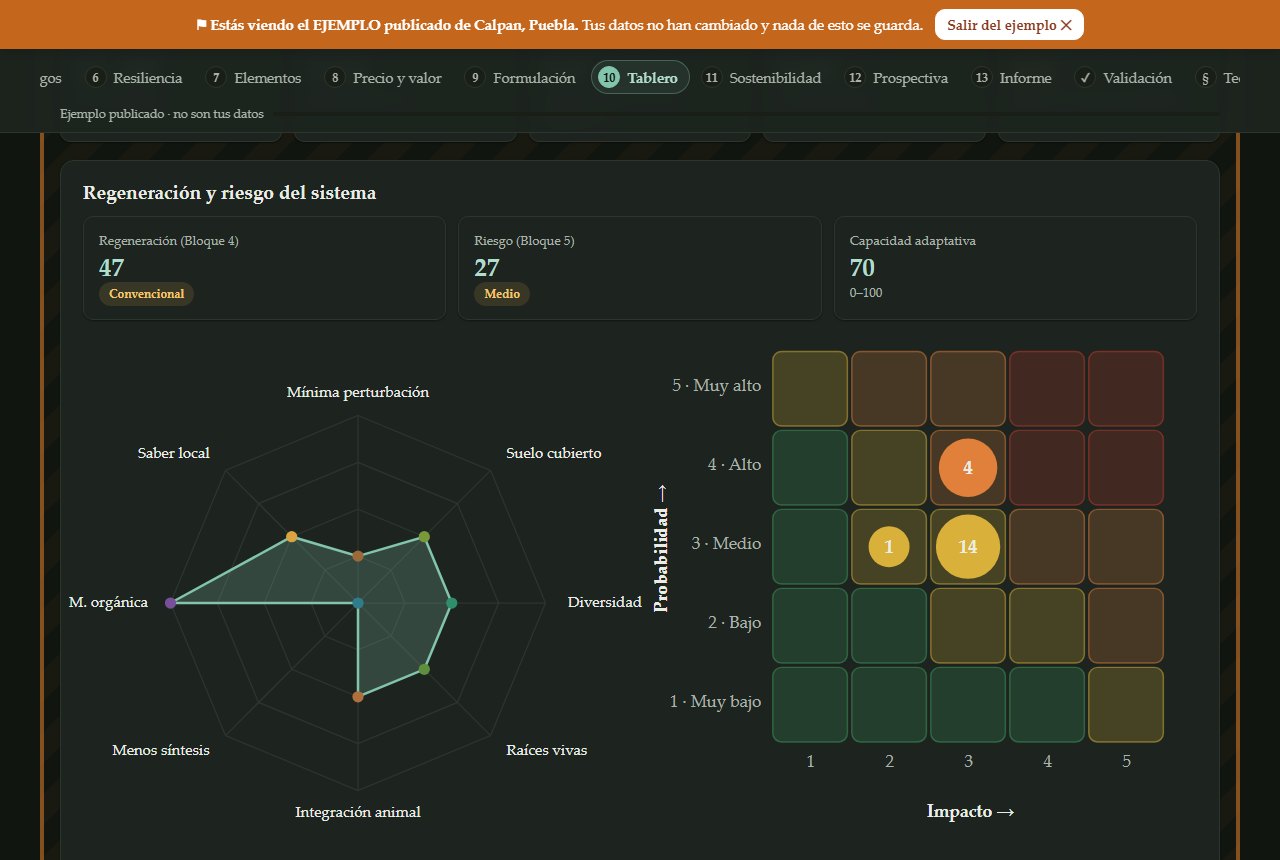 ⚑ Estás viendo el EJEMPLO publicado de Calpan, Puebla. Tus datos no han cambiado y nada de esto se guarda. Salir del ejemplo ✕
gos 6 Resiliencia 7 Elementos 8 Precio y valor 9 Formulación 10 Tablero 11 Sostenibilidad 12 Prospectiva 13 Informe ✓ Validación §
Ejemplo publicado · no son tus datos
Regeneración y riesgo del sistema
Regeneración (Bloque 4)
47
Convencional
Riesgo (Bloque 5)
27
Medio
Capacidad adaptativa
70
0–100
Mínima perturbación
Saber local
Suelo cubierto
M. orgánica
Diversidad
Menos síntesis
Raíces vivas
Integración animal
Probabilidad →
5 · Muy alto
4 · Alto
4
3 · Medio
1
14
2 · Bajo
1 · Muy bajo
1 2 3 4 5
Impacto →